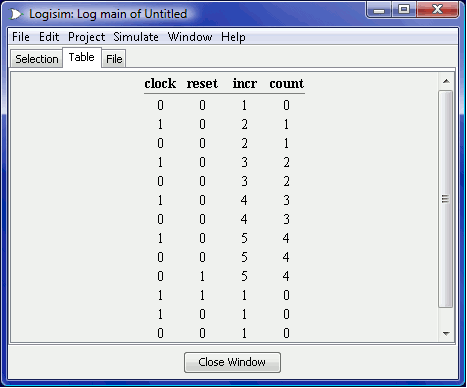 Logisim: Log main of Untitled
File Edit Project Simulate Window Help
Selection Table File
clock reset incr count
0 0 1 0
1 0 2 1
0 0 2 1
1 0 3 2
0 0 3 2
1 0 4 3
0 0 4 3
1 0 5 4
0 0 5 4
0 1 5 4
1 1 1 0
1 0 1 0
0 0 1 0
Close Window